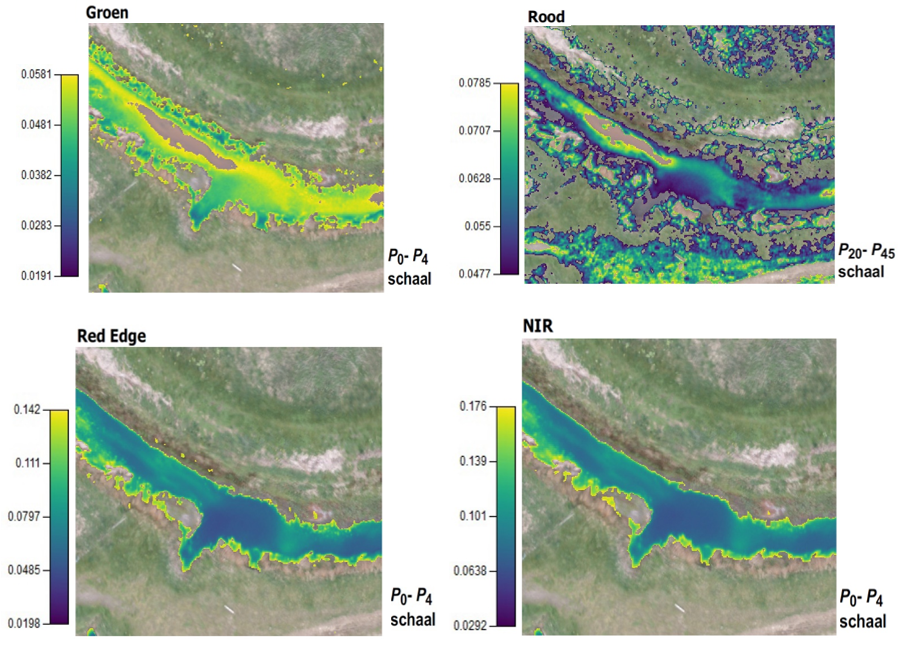 Groen
0.0581
0.0481
0.0382
0.0283
0.0191
P0- P4
schaal
Rood
0.0785
0.0707
0.0628
0.055
0.0477
P20- P45
schaal
Red Edge
0.142
0.111
0.0797
0.0485
0.0198
P0- P4
schaal
NIR
0.176
0.139
0.101
0.0638
0.0292
P0- P4
schaal